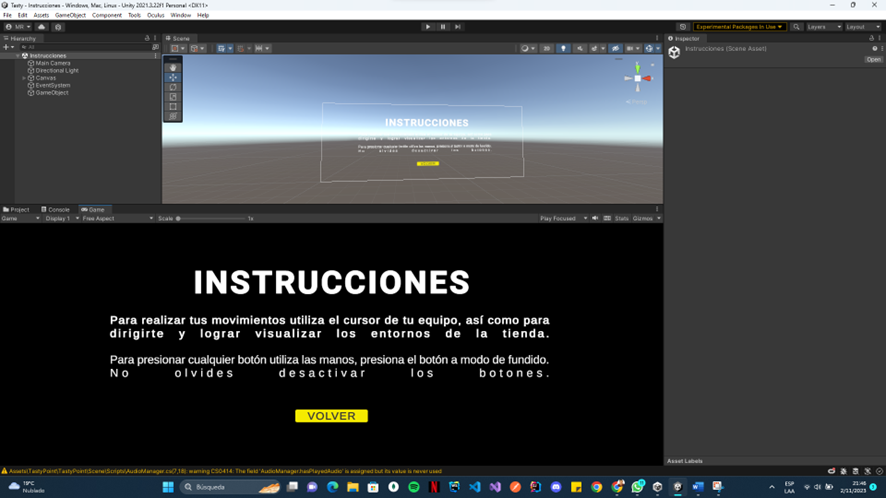 Tasty - Instrucciones - Windows, Mac, Linux - Unity 2021.3.22f1 Personal <DX11>
File Edit Assets GameObject Component Tools Oculus Window Help
MR
Experimental Packages In Use
Layers
Layout
Hierarchy
All
Instrucciones
Main Camera
Directional Light
Canvas
EventSystem
GameObject
Scene
2D
INSTRUCCIONES
Inspector
Instrucciones (Scene Asset)
Open
Project Console Game
Game Display 1 Free Aspect Scale 1x Play Focused Stats Gizmos
INSTRUCCIONES
Para realizar tus movimientos utiliza el cursor de tu equipo, así como para
dirigirte y lograr visualizar los entornos de la tienda.
Para presionar cualquier botón utiliza las manos, presiona el botón a modo de fundido.
No olvides desactivar los botones.
VOLVER
Asset Labels
Assets\TastyPoint\TastyPoint\Scene\Scripts\AudioManager.cs(7,18): warning CS0414: The field 'AudioManager.hasPlayedAudio' is assigned but its value is never used
19°C
Nublado
Búsqueda
ESP
LAA
21:46
2/11/2023